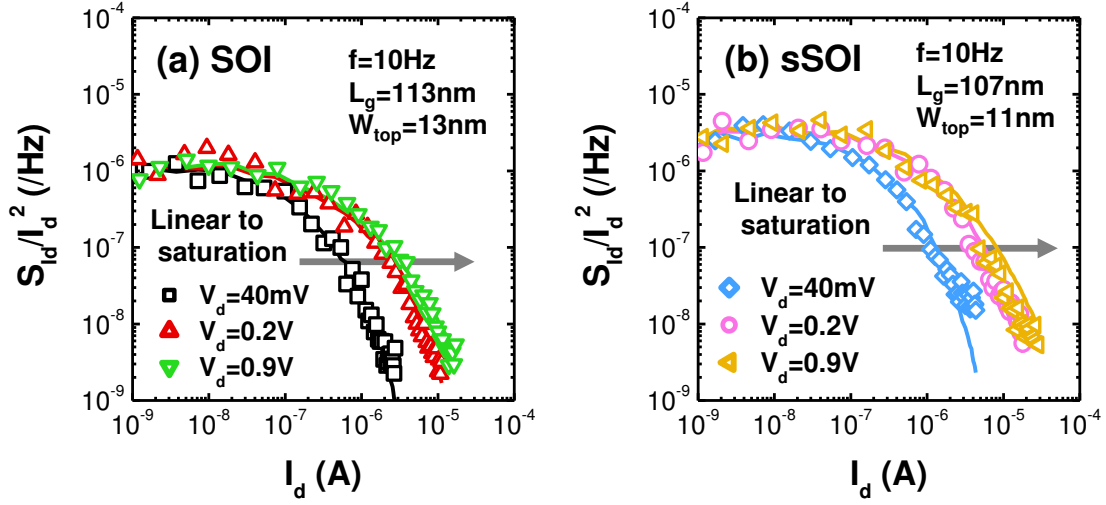 (a) SOI
f=10Hz
L_g=113nm
W_top=13nm
Linear to
saturation
V_d=40mV
V_d=0.2V
V_d=0.9V
S_Id/I_d^2 (/Hz)
10^-4
10^-5
10^-6
10^-7
10^-8
10^-9
10^-9 10^-8 10^-7 10^-6 10^-5 10^-4
I_d (A)
(b) sSOI
f=10Hz
L_g=107nm
W_top=11nm
Linear to
saturation
V_d=40mV
V_d=0.2V
V_d=0.9V
S_Id/I_d^2 (/Hz)
10^-4
10^-5
10^-6
10^-7
10^-8
10^-9
10^-9 10^-8 10^-7 10^-6 10^-5 10^-4
I_d (A)